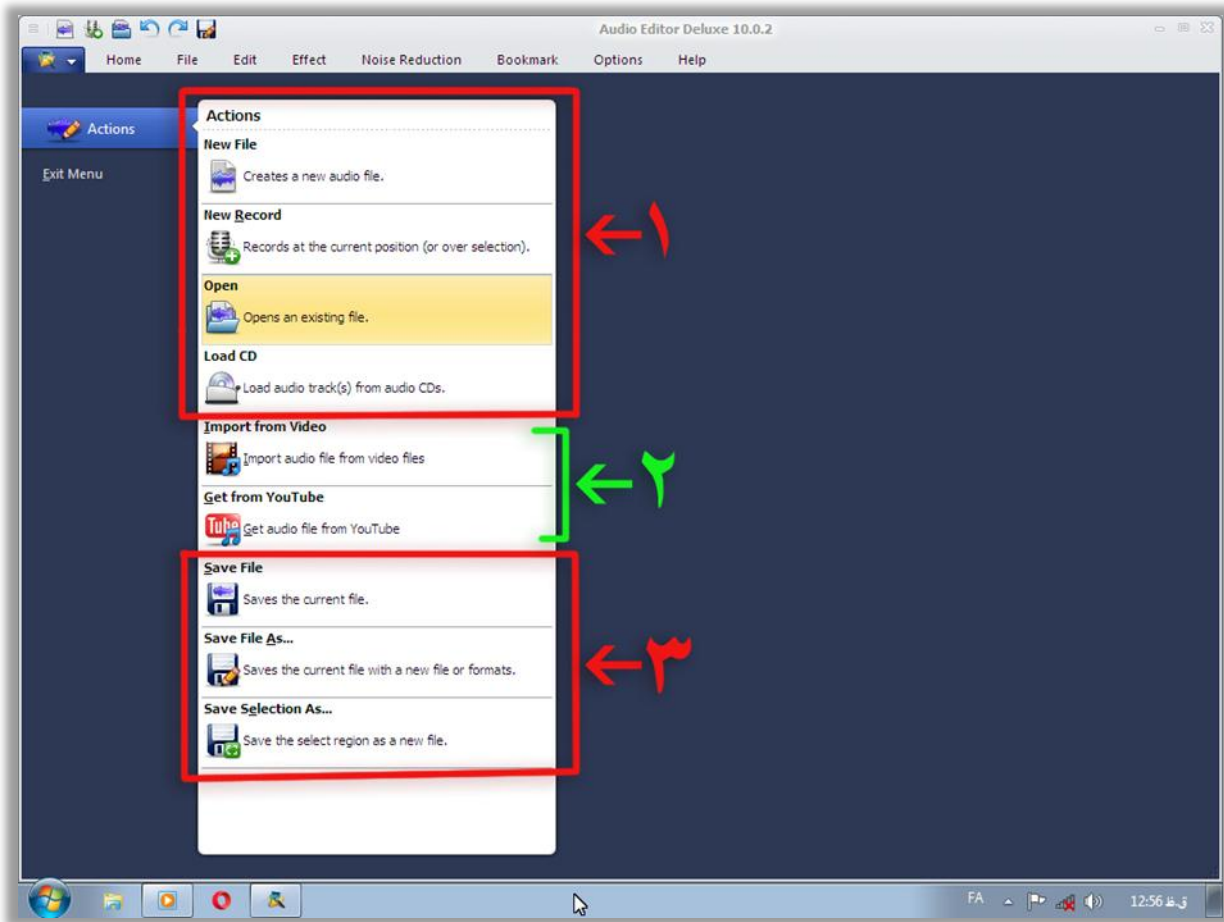 Audio Editor Deluxe 10.0.2
Home File Edit Effect Noise Reduction Bookmark Options Help
Actions
Exit Menu
Actions
New File
Creates a new audio file.
New Record
Records at the current position (or over selection).
۱
Open
Opens an existing file.
Load CD
Load audio track(s) from audio CDs.
Import from Video
Import audio file from video files
۲
Get from YouTube
Tube
Get audio file from YouTube
Save File
Saves the current file.
Save File As...
Saves the current file with a new file or formats.
۳
Save Selection As...
Save the select region as a new file.
FA 12:56 ق.ظ